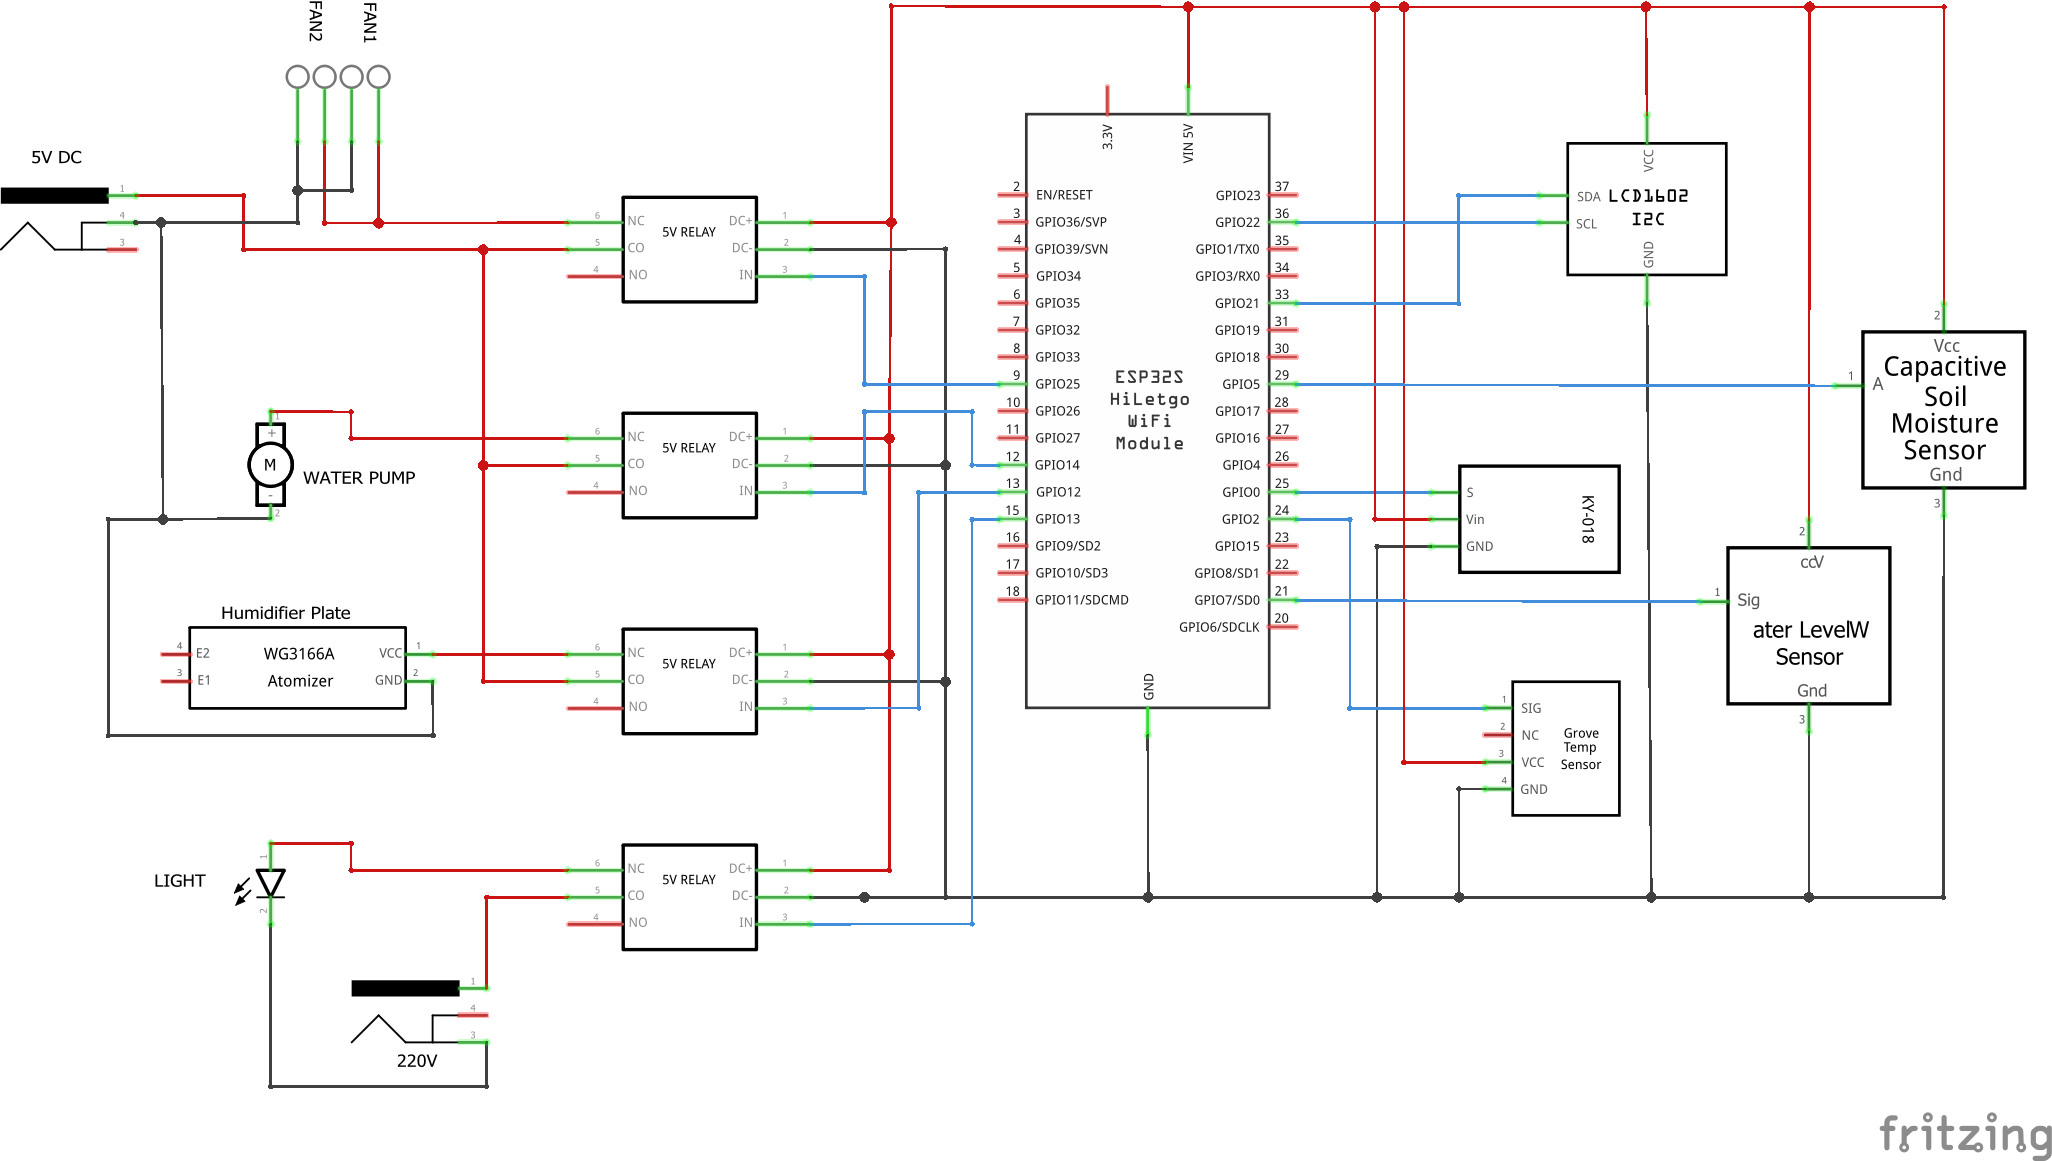 FAN2
FAN1
5V DC
1
4
3
6 NC
5 CO
4 NO
5V RELAY
DC+ 1
DC- 2
IN 3
3.3V
VIN 5V
2 EN/RESET
3 GPIO36/SVP
4 GPIO39/SVN
5 GPIO34
6 GPIO35
7 GPIO32
8 GPIO33
9 GPIO25
10 GPIO26
11 GPIO27
12 GPIO14
13 GPIO12
15 GPIO13
16 GPIO9/SD2
17 GPIO10/SD3
18 GPIO11/SDCMD
ESP32S
HiLetgo
WiFi
Module
GPIO23 37
GPIO22 36
GPIO1/TX0 35
GPIO3/RX0 34
GPIO21 33
GPIO19 31
GPIO18 30
GPIO5 29
GPIO17 28
GPIO16 27
GPIO4 26
GPIO0 25
GPIO2 24
GPIO15 23
GPIO8/SD1 22
GPIO7/SD0 21
GPIO6/SDCLK 20
GND
VCC
SDA
SCL
LCD1602
I2C
GND
2
Vcc
1 A
Capacitive
Soil
Moisture
Sensor
Gnd
3
1
+
M
-
2
WATER PUMP
6 NC
5 CO
4 NO
5V RELAY
DC+ 1
DC- 2
IN 3
S
Vin
GND
KY-018
2
ccV
1 Sig
ater LevelW
Sensor
Gnd
3
Humidifier Plate
4 E2
3 E1
WG3166A
Atomizer
VCC 1
GND 2
6 NC
5 CO
4 NO
5V RELAY
DC+ 1
DC- 2
IN 3
1 SIG
2 NC
3 VCC
4 GND
Grove
Temp
Sensor
LIGHT
1
2
6 NC
5 CO
4 NO
5V RELAY
DC+ 1
DC- 2
IN 3
1
4
3
220V
fritzing